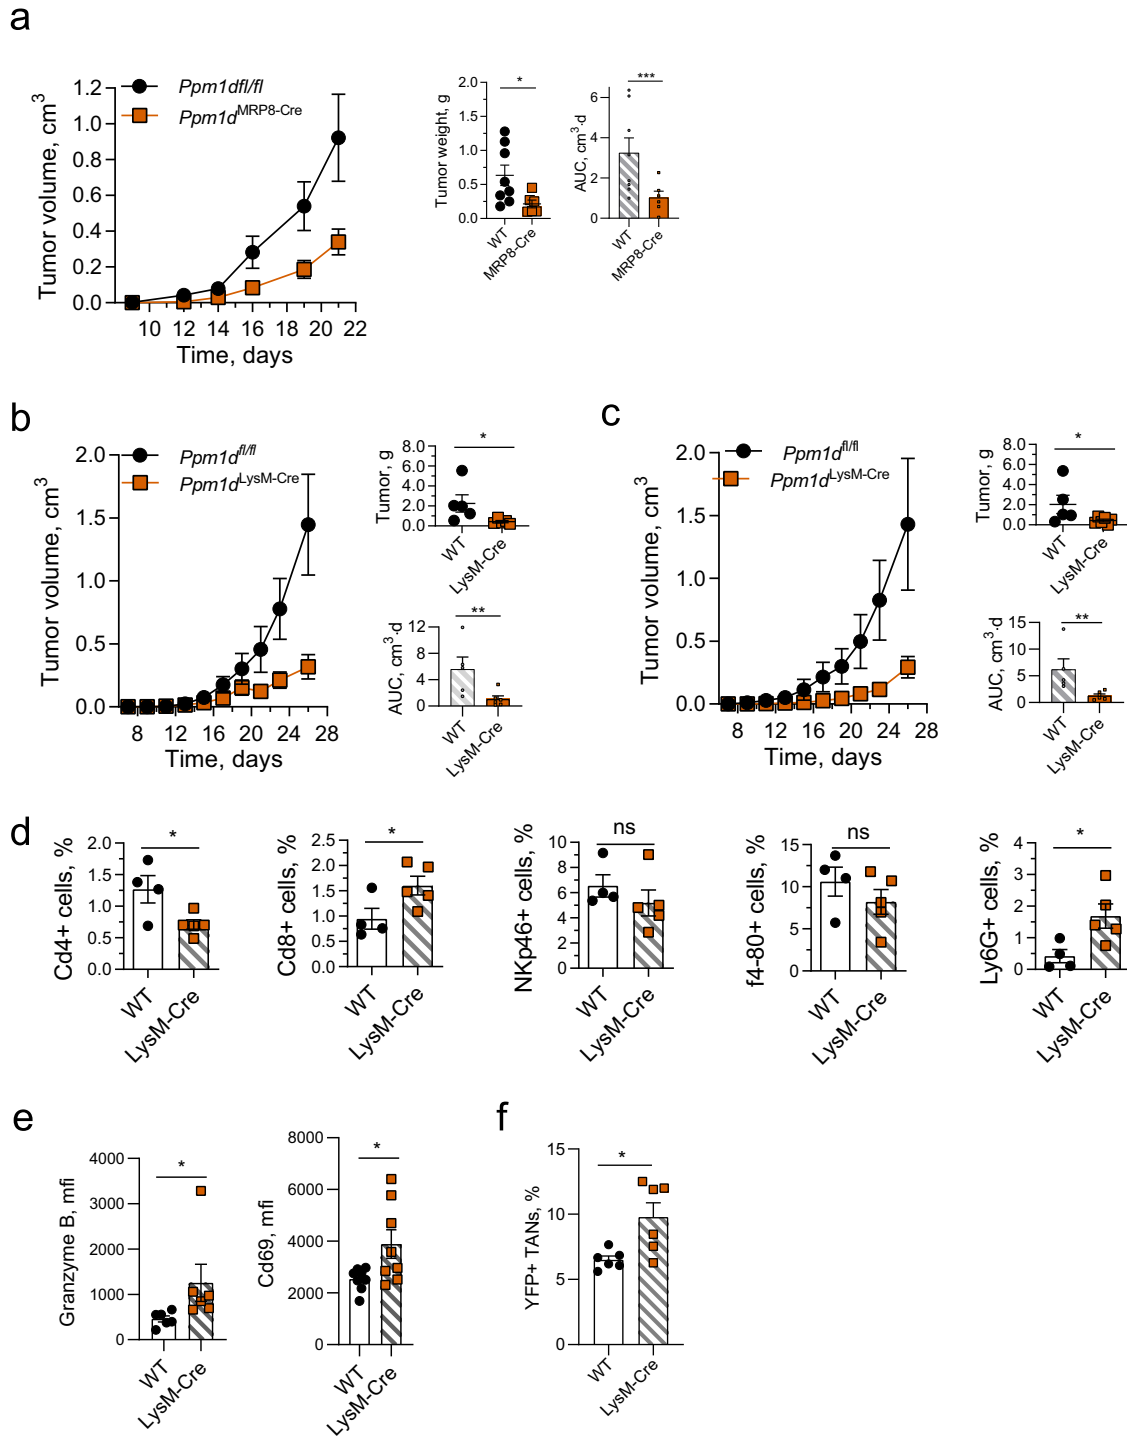 a
Ppm1dfl/fl
Ppm1d^MRP8-Cre
Tumor volume, cm³
1.2
1.0
0.8
0.6
0.4
0.2
0.0
10 12 14 16 18 20 22
Time, days
Tumor weight, g
2.0
1.5
1.0
0.5
0.0
*
WT
MRP8-Cre
AUC, cm³·d
6
4
2
0
***
WT
MRP8-Cre
b
Ppm1d^fl/fl
Ppm1d^LysM-Cre
Tumor volume, cm³
2.0
1.5
1.0
0.5
0.0
8 12 16 20 24 28
Time, days
Tumor, g
8.0
6.0
4.0
2.0
0.0
*
WT
LysM-Cre
AUC, cm³·d
12
8
4
0
**
WT
LysM-Cre
c
Ppm1d^fl/fl
Ppm1d^LysM-Cre
Tumor volume, cm³
2.0
1.5
1.0
0.5
0.0
8 12 16 20 24 28
Time, days
Tumor, g
8.0
6.0
4.0
2.0
0.0
*
WT
LysM-Cre
AUC, cm³·d
15
10
5
0
**
WT
LysM-Cre
d
Cd4+ cells, %
2.0
1.5
1.0
0.5
0.0
*
WT
LysM-Cre
Cd8+ cells, %
2.5
2.0
1.5
1.0
0.5
0.0
*
WT
LysM-Cre
NKp46+ cells, %
10
8
6
4
2
0
ns
WT
LysM-Cre
f4-80+ cells, %
15
10
5
0
ns
WT
LysM-Cre
Ly6G+ cells, %
4
3
2
1
0
*
WT
LysM-Cre
e
Granzyme B, mfi
4000
3000
2000
1000
0
*
WT
LysM-Cre
Cd69, mfi
8000
6000
4000
2000
0
*
WT
LysM-Cre
f
YFP+ TANs, %
15
10
5
0
*
WT
LysM-Cre